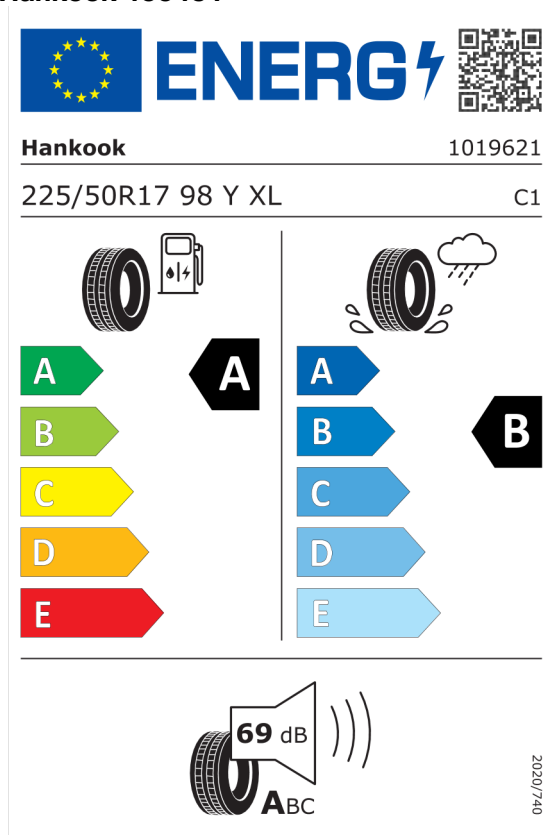 ENERG
Hankook 1019621
225/50R17 98 Y XL C1
A A A
B B B
C C
D D
E E
69 dB
ABC
2020/740